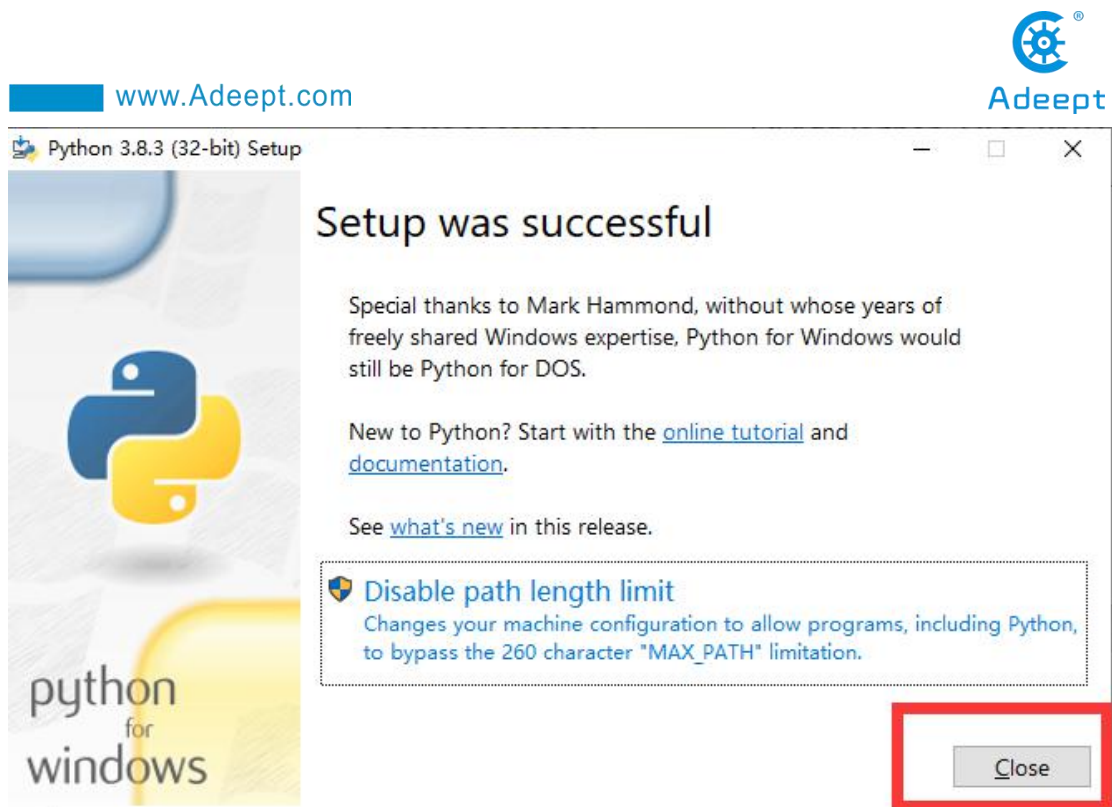 www.Adeept.com
Adeept®
Python 3.8.3 (32-bit) Setup
Setup was successful
Special thanks to Mark Hammond, without whose years of
freely shared Windows expertise, Python for Windows would
still be Python for DOS.
New to Python? Start with the online tutorial and
documentation.
See what's new in this release.
Disable path length limit
Changes your machine configuration to allow programs, including Python,
to bypass the 260 character "MAX_PATH" limitation.
python
for
windows
Close